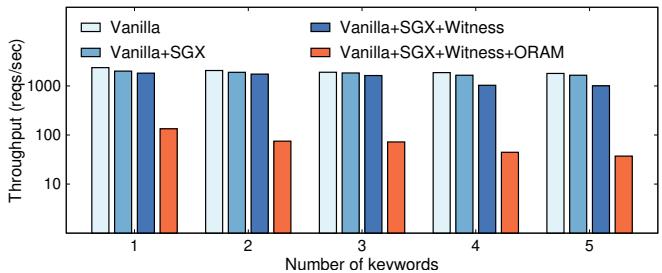 Vanilla
Vanilla+SGX
Vanilla+SGX+Witness
Vanilla+SGX+Witness+ORAM
Throughput (reqs/sec)
1000
100
10
1 2 3 4 5
Number of keywords